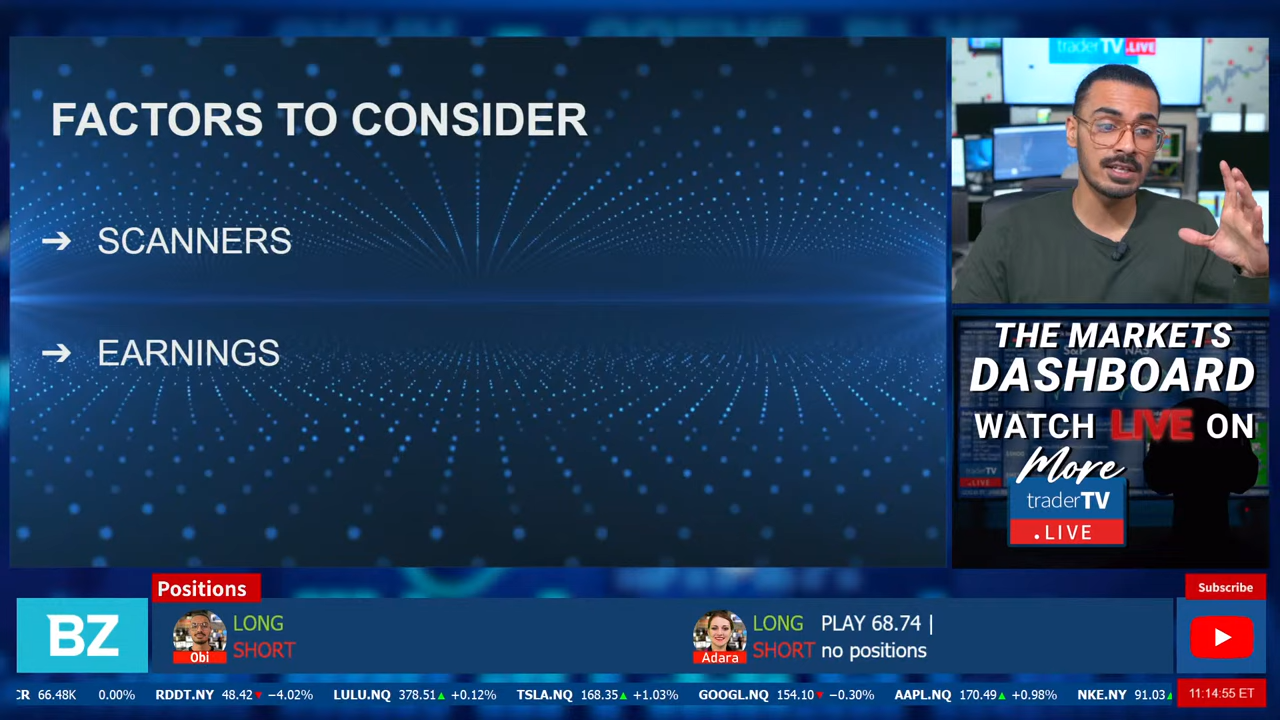 traderTV.LIVE
FACTORS TO CONSIDER
➔ SCANNERS
➔ EARNINGS
THE MARKETS
DASHBOARD
WATCH LIVE ON
More
traderTV
.LIVE
Positions
BZ
Obi
LONG
SHORT
Adara
LONG PLAY 68.74 |
SHORT no positions
Subscribe
CR 66.48K 0.00% RDDT.NY 48.42▼ −4.02% LULU.NQ 378.51▲ +0.12% TSLA.NQ 168.35▲ +1.03% GOOGL.NQ 154.10▼ −0.30% AAPL.NQ 170.49▲ +0.98% NKE.NY 91.03▲
11:14:55 ET